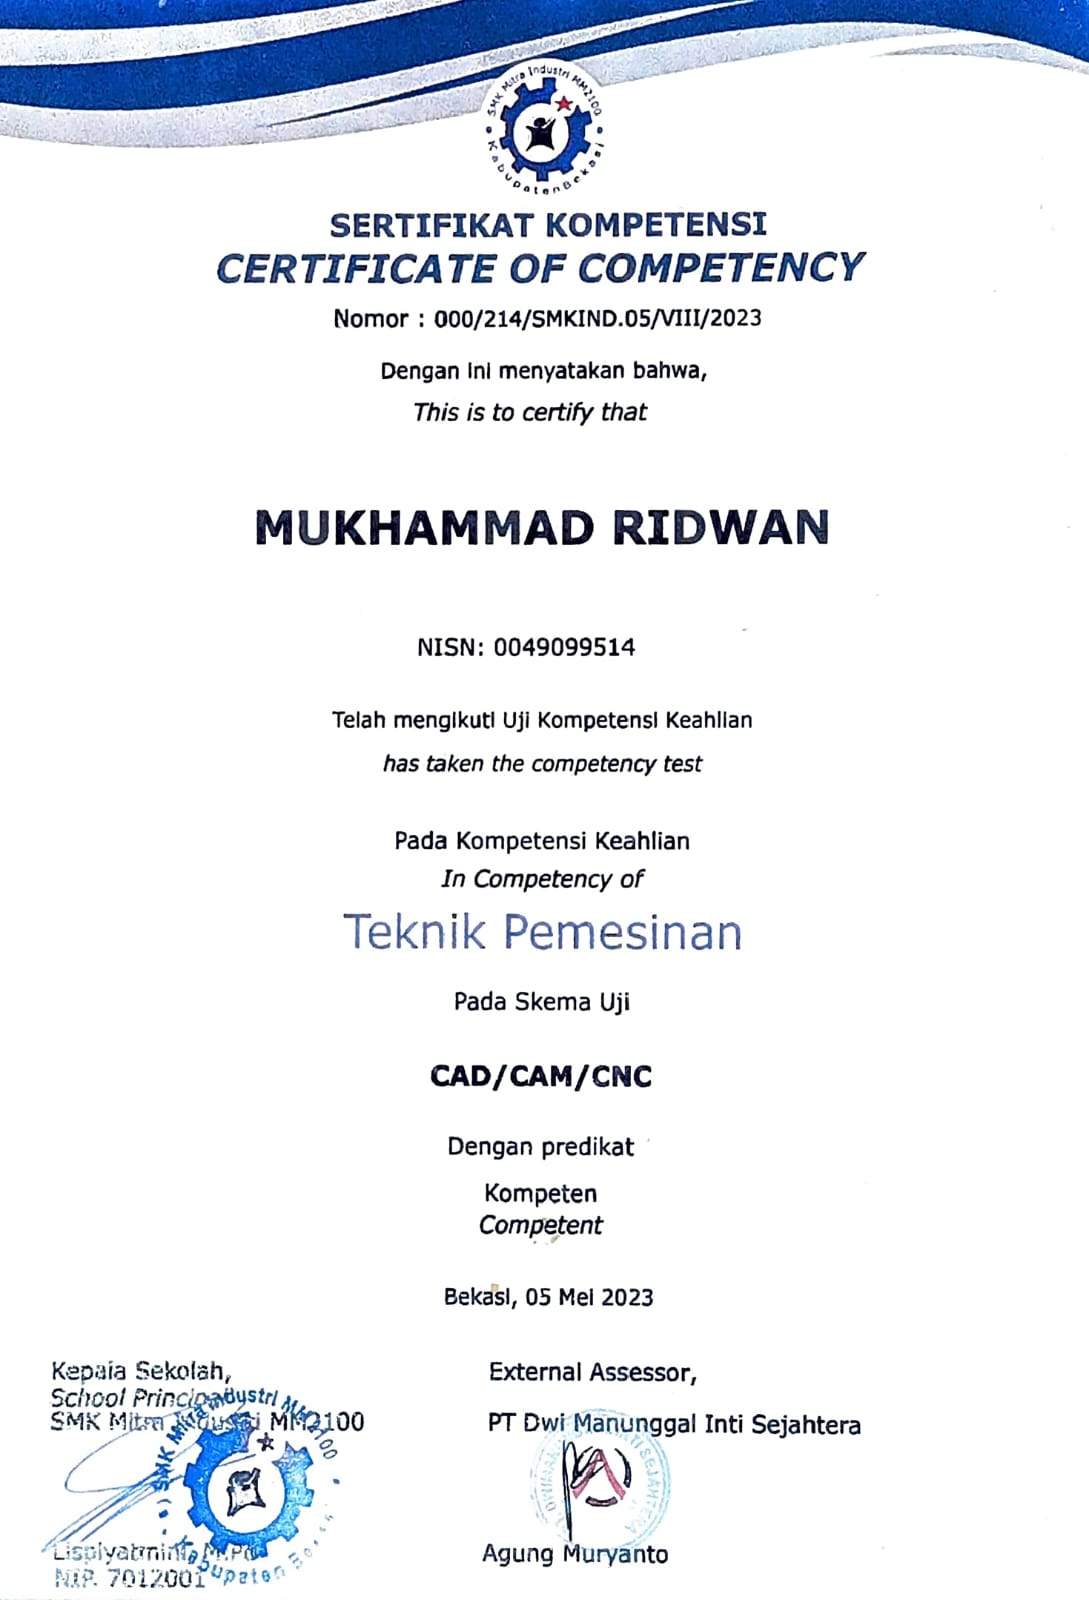 SMK Mitra Industri MM2100
Kabupaten Bekasi
SERTIFIKAT KOMPETENSI
CERTIFICATE OF COMPETENCY
Nomor : 000/214/SMKIND.05/VIII/2023
Dengan ini menyatakan bahwa,
This is to certify that
MUKHAMMAD RIDWAN
NISN: 0049099514
Telah mengikuti Uji Kompetensi Keahlian
has taken the competency test
Pada Kompetensi Keahlian
In Competency of
Teknik Pemesinan
Pada Skema Uji
CAD/CAM/CNC
Dengan predikat
Kompeten
Competent
Bekasi, 05 Mei 2023
Kepala Sekolah,
School Principal
SMK Mitra Industri MM2100
SMK Mitra Industri MM2100
Kabupaten Bekasi
NIP. 7012001
External Assessor,
PT Dwi Manunggal Inti Sejahtera
Agung Muryanto